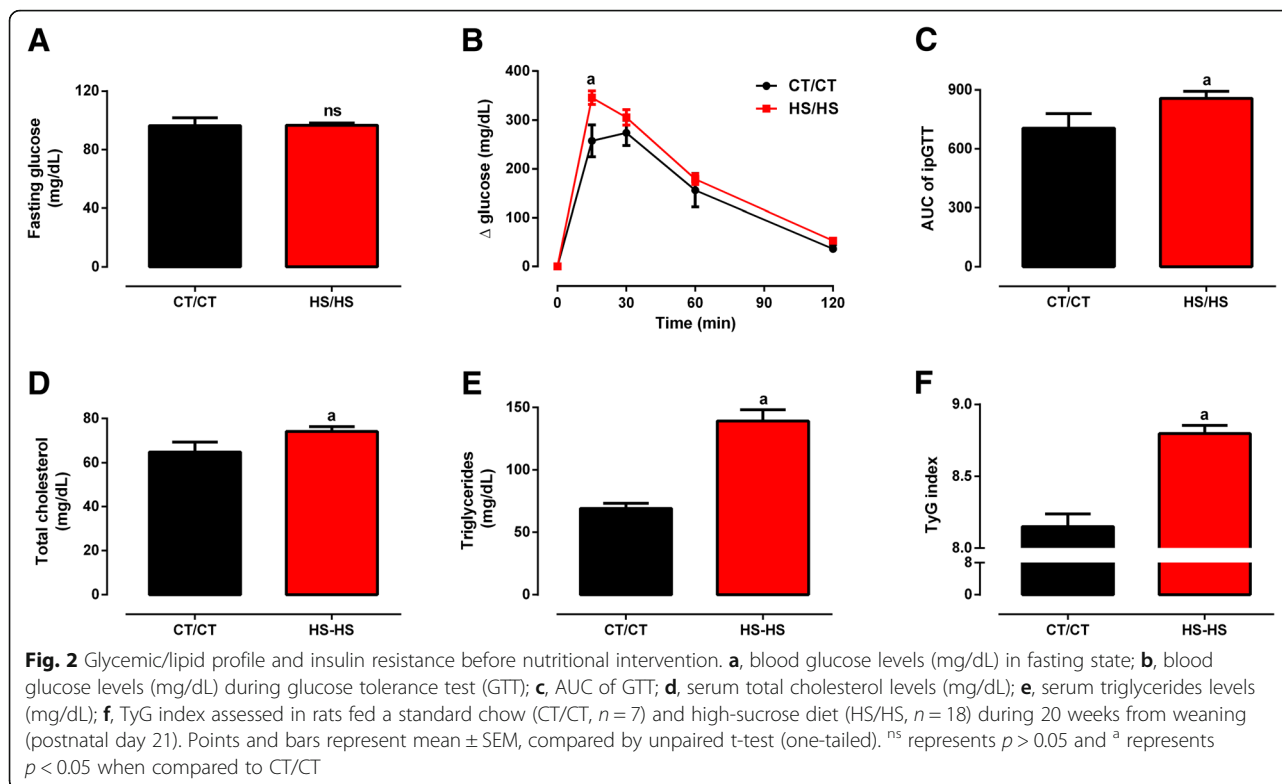 A
B
C
Fasting glucose
(mg/dL)
120
80
40
0
ns
CT/CT
HS/HS
Δ glucose (mg/dL)
400
300
200
100
0
a
CT/CT
HS/HS
0
30
60
90
120
Time (min)
AUC of ipGTT
900
600
300
0
a
CT/CT
HS/HS
D
E
F
Total cholesterol
(mg/dL)
80
60
40
20
0
a
CT/CT
HS-HS
Triglycerides
(mg/dL)
150
100
50
0
a
CT/CT
HS-HS
TyG index
9.0
8.5
8.0
8
0
a
CT/CT
HS-HS
Fig. 2 Glycemic/lipid profile and insulin resistance before nutritional intervention. a, blood glucose levels (mg/dL) in fasting state; b, blood
glucose levels (mg/dL) during glucose tolerance test (GTT); c, AUC of GTT; d, serum total cholesterol levels (mg/dL); e, serum triglycerides levels
(mg/dL); f, TyG index assessed in rats fed a standard chow (CT/CT, n = 7) and high-sucrose diet (HS/HS, n = 18) during 20 weeks from weaning
(postnatal day 21). Points and bars represent mean ± SEM, compared by unpaired t-test (one-tailed). ns represents p > 0.05 and a represents
p < 0.05 when compared to CT/CT